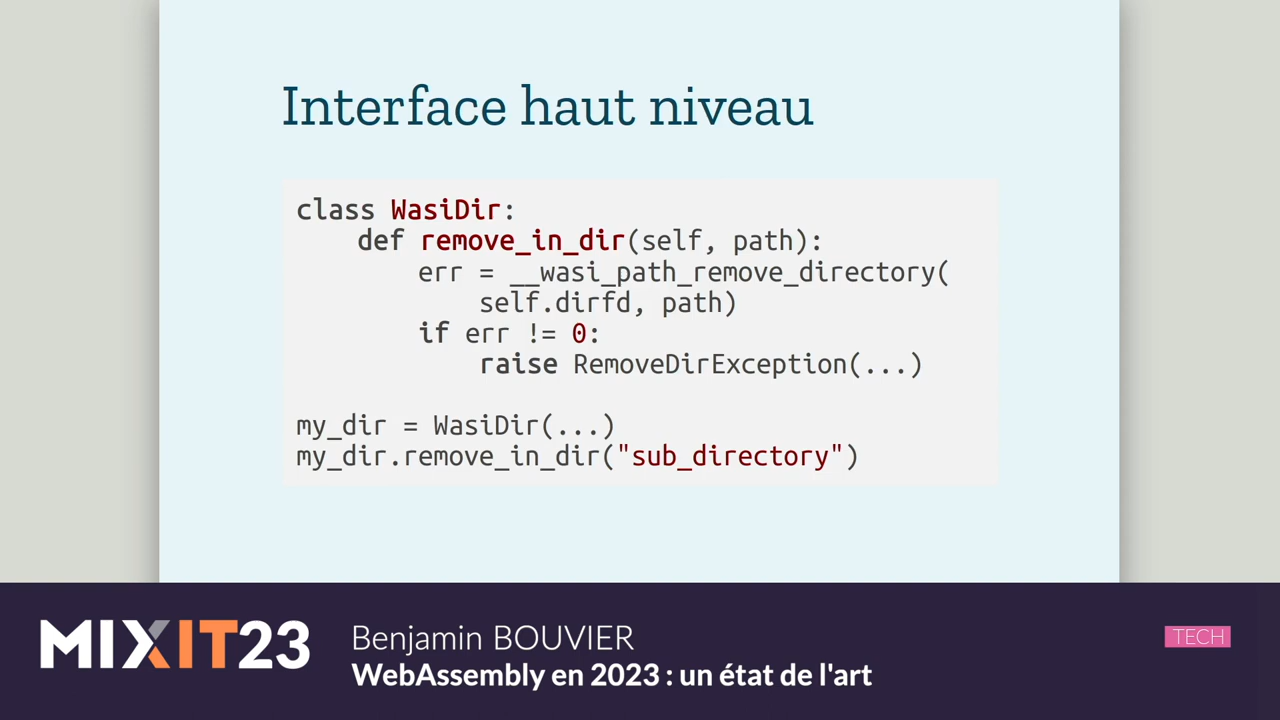 Interface haut niveau
class WasiDir:
    def remove_in_dir(self, path):
        err = __wasi_path_remove_directory(
            self.dirfd, path)
        if err != 0:
            raise RemoveDirException(...)
my_dir = WasiDir(...)
my_dir.remove_in_dir("sub_directory")
MIXIT23
Benjamin BOUVIER
TECH
WebAssembly en 2023 : un état de l'art